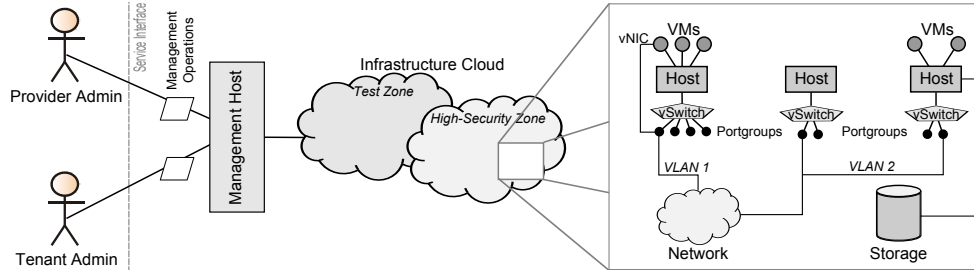 Provider Admin
Tenant Admin
Service Interface
Management
Operations
Management Host
Infrastructure Cloud
Test Zone
High-Security Zone
vNIC
VMs
VMs
Host
Host
Host
vSwitch
vSwitch
vSwitch
Portgroups
Portgroups
VLAN 1
VLAN 2
Network
Storage